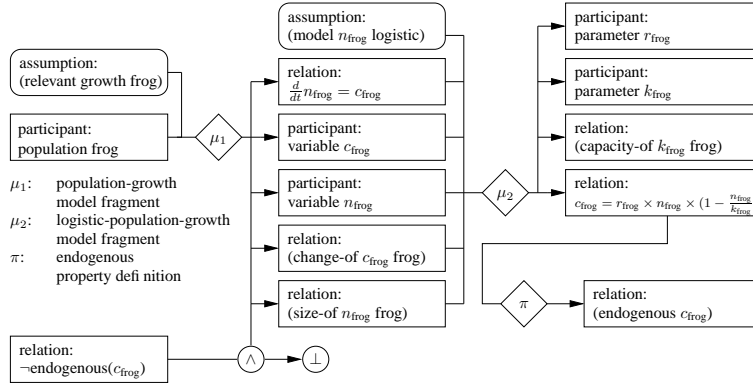 assumption:
(relevant growth frog)
participant:
population frog
μ₁: population-growth
model fragment
μ₂: logistic-population-growth
model fragment
π: endogenous
property definition
relation:
¬endogenous(c_frog)
μ₁
∧
⊥
assumption:
(model n_frog logistic)
relation:
d/dt n_frog = c_frog
participant:
variable c_frog
participant:
variable n_frog
relation:
(change-of c_frog frog)
relation:
(size-of n_frog frog)
μ₂
participant:
parameter r_frog
participant:
parameter k_frog
relation:
(capacity-of k_frog frog)
relation:
c_frog = r_frog × n_frog × (1 − n_frog/k_frog
π
relation:
(endogenous c_frog)